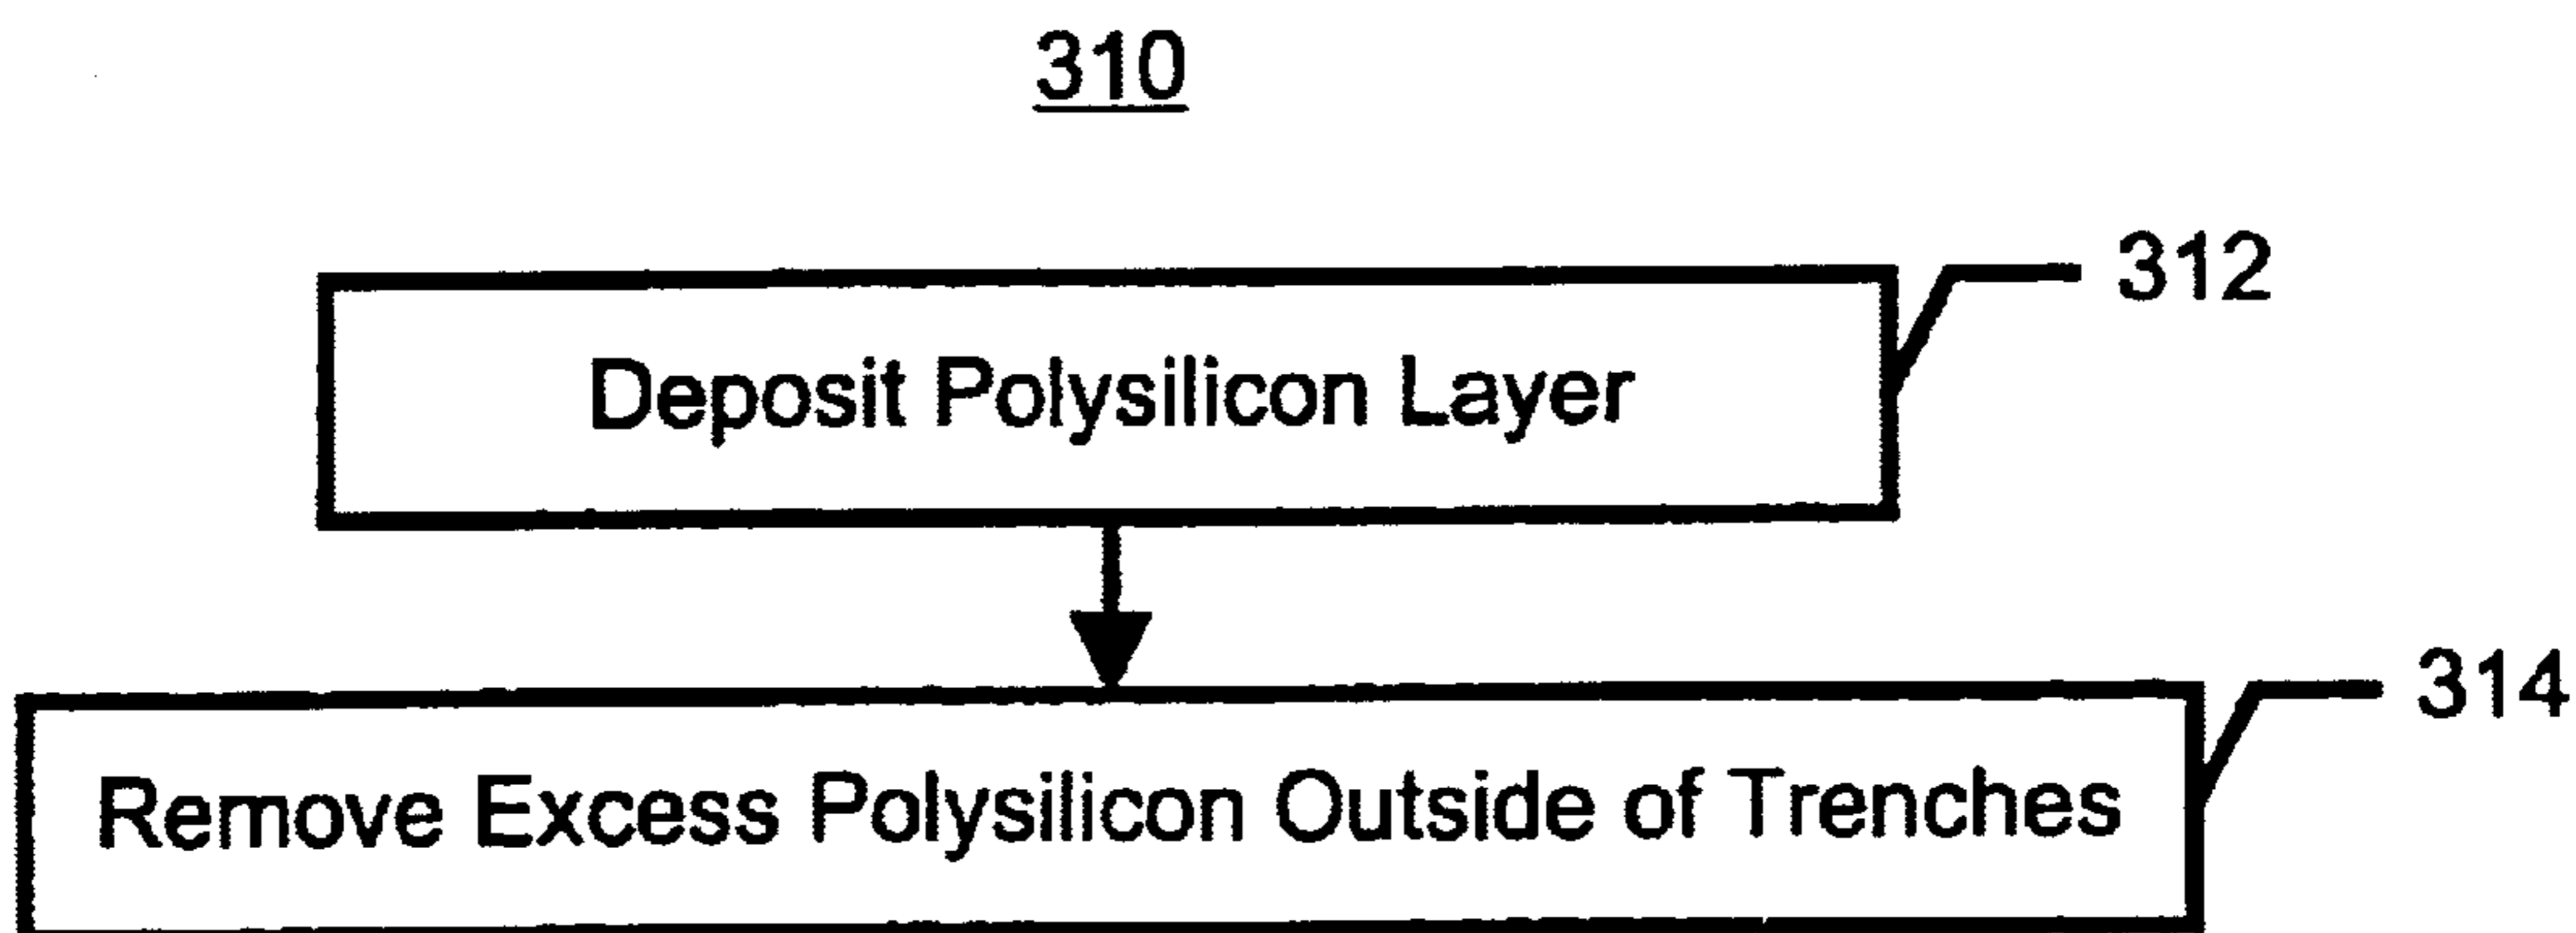 310
312
Deposit Polysilicon Layer
314
Remove Excess Polysilicon Outside of Trenches